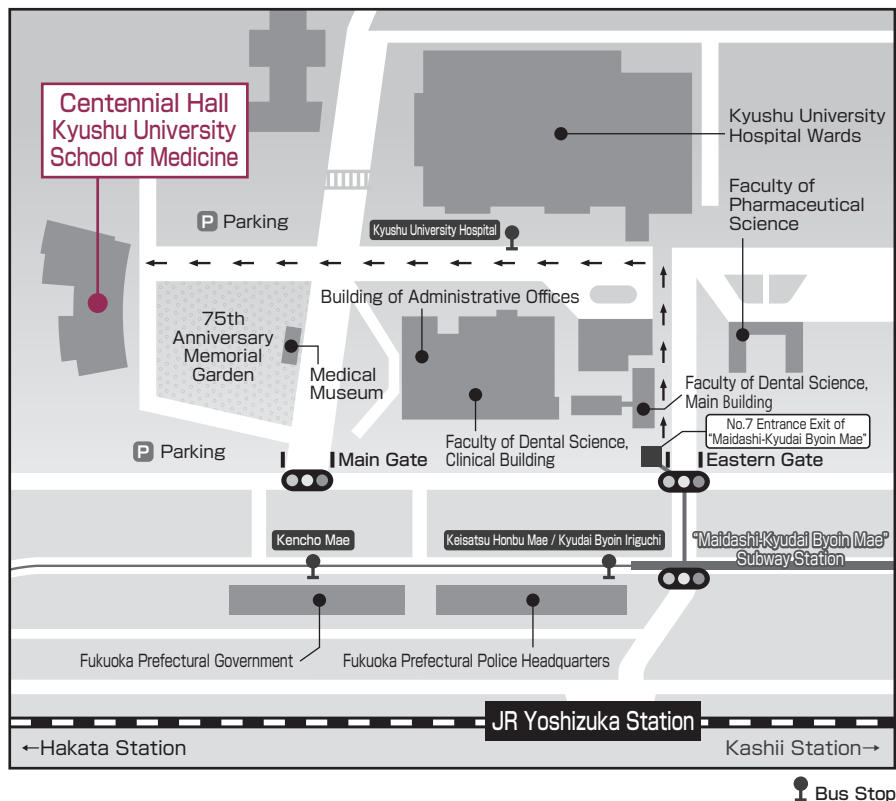 Centennial Hall
Kyushu University
School of Medicine
Kyushu University
Hospital Wards
Faculty of
Pharmaceutical
Science
P Parking
Kyushu University Hospital
Building of Administrative Offices
75th
Anniversary
Memorial
Garden
Medical
Museum
Faculty of Dental Science,
Main Building
No.7 Entrance Exit of
"Maidashi-Kyudai Byoin Mae"
Faculty of Dental Science,
Clinical Building
P Parking
Main Gate
Eastern Gate
Kencho Mae
Keisatsu Honbu Mae / Kyudai Byoin Iriguchi
"Maidashi-Kyudai Byoin Mae"
Subway Station
Fukuoka Prefectural Government
Fukuoka Prefectural Police Headquarters
JR Yoshizuka Station
←Hakata Station
Kashii Station→
Bus Stop